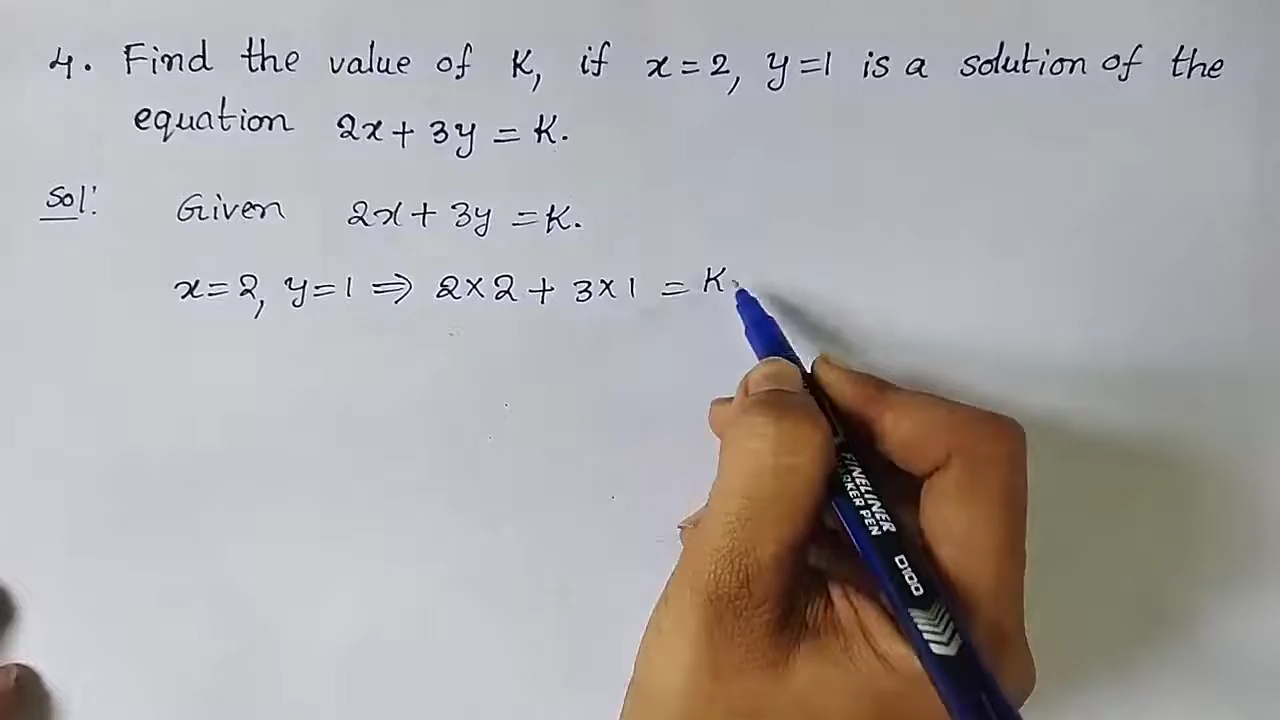 4. Find the value of K, if x=2, y=1 is a solution of the
equation 2x+3y=K.
Sol: Given 2x+3y=K.
x=2, y=1 ⇒ 2×2+3×1=K.
FINELINER
MARKER PEN
D100